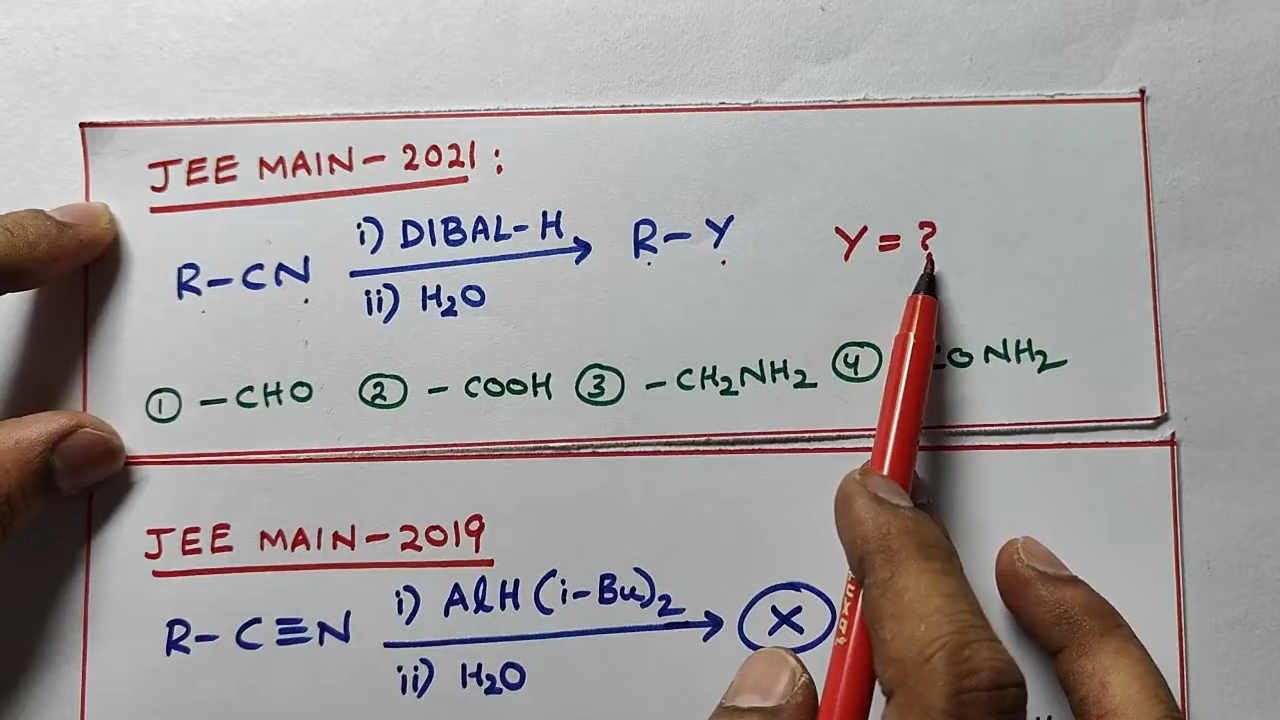 JEE MAIN-2021:
R-CN i) DIBAL-H ii) H₂O R-Y Y = ?
① -CHO ② -COOH ③ -CH₂NH₂ ④ CONH₂
JEE MAIN-2019
R-C≡N i) AlH(i-Bu)₂ ii) H₂O X